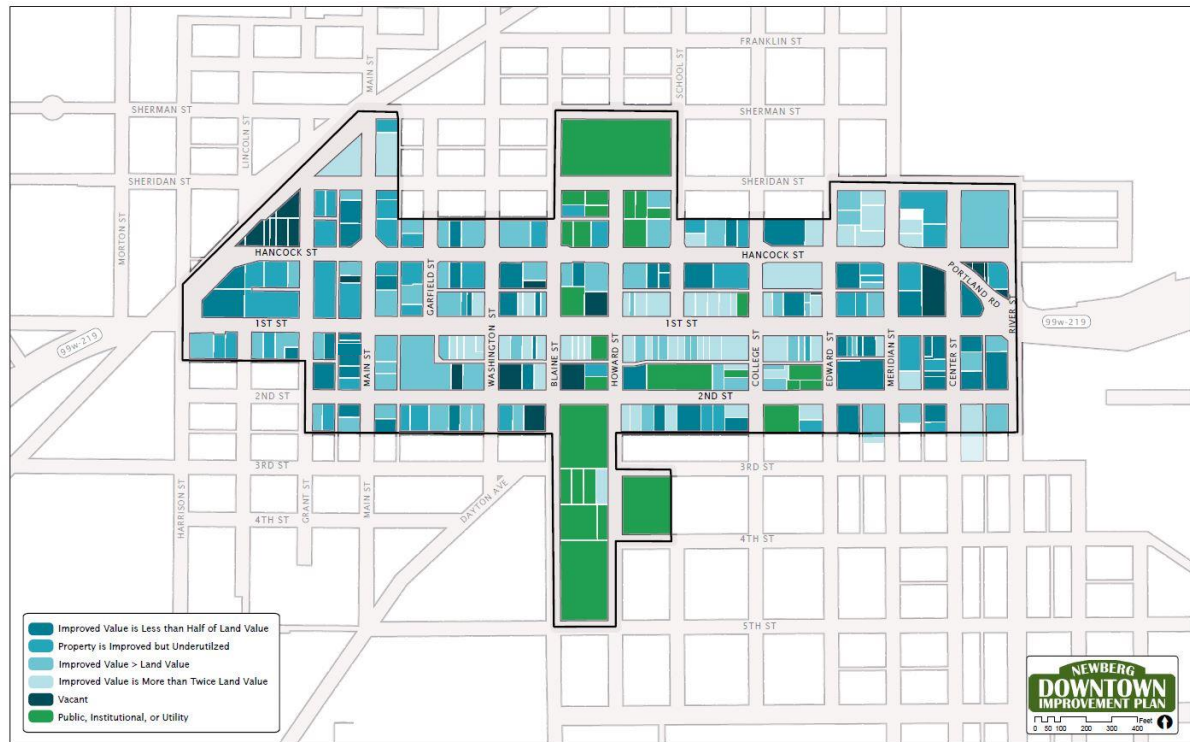 FRANKLIN ST
MAIN ST
SCHOOL ST
SHERMAN ST
SHERMAN ST
LINCOLN ST
SHERIDAN ST
SHERIDAN ST
MORTON ST
HANCOCK ST
HANCOCK ST
GARFIELD ST
PORTLAND RD
1ST ST
1ST ST
RIVER ST
99w-219
99w-219
MAIN ST
WASHINGTON ST
BLAINE ST
HOWARD ST
COLLEGE ST
EDWARD ST
MERIDIAN ST
CENTER ST
2ND ST
2ND ST
3RD ST
3RD ST
HARRISON ST
GRANT ST
MAIN ST
DAYTON AVE
4TH ST
4TH ST
5TH ST
Improved Value is Less than Half of Land Value
Property is Improved but Underutilzed
Improved Value > Land Value
Improved Value is More than Twice Land Value
Vacant
Public, Institutional, or Utility
NEWBERG
DOWNTOWN
IMPROVEMENT PLAN
Feet
0 50 100 200 300 400